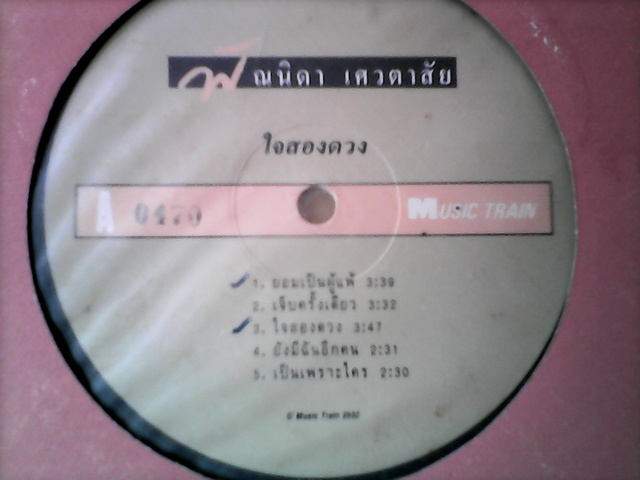 ณนิดา เศวตาสัย
ใจสองดวง
A 0470 MUSIC TRAIN
1. ยอมเป็นผู้แพ้ 3:39
2. เจ็บครั้งเดียว 3:32
3. ใจสองดวง 3:47
4. ยังมีฉันอีกคน 2:31
5. เป็นเพราะใคร 2:30
Music Train 2532